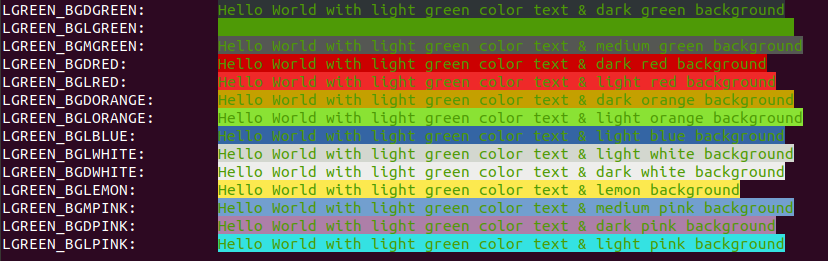 LGREEN_BGDGREEN: Hello World with light green color text & dark green background
LGREEN_BGLGREEN:
LGREEN_BGMGREEN: Hello World with light green color text & medium green background
LGREEN_BGDRED: Hello World with light green color text & dark red background
LGREEN_BGLRED: Hello World with light green color text & light red background
LGREEN_BGDORANGE: Hello World with light green color text & dark orange background
LGREEN_BGLORANGE: Hello World with light green color text & light orange background
LGREEN_BGLBLUE: Hello World with light green color text & light blue background
LGREEN_BGLWHITE: Hello World with light green color text & light white background
LGREEN_BGDWHITE: Hello World with light green color text & dark white background
LGREEN_BGLEMON: Hello World with light green color text & lemon background
LGREEN_BGMPINK: Hello World with light green color text & medium pink background
LGREEN_BGDPINK: Hello World with light green color text & dark pink background
LGREEN_BGLPINK: Hello World with light green color text & light pink background